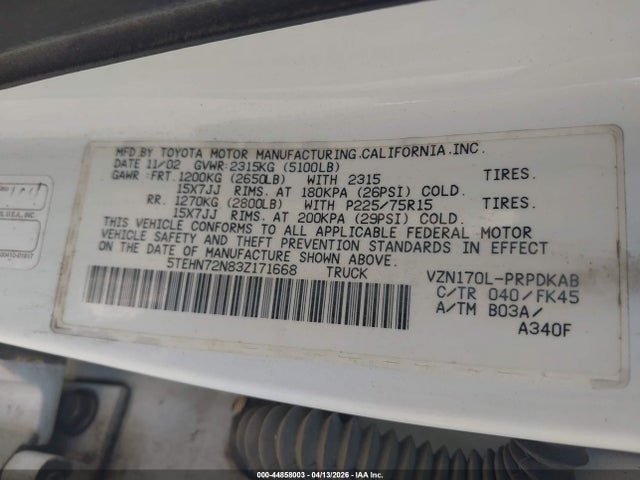 MFD.BY TOYOTA MOTOR MANUFACTURING.CALIFORNIA.INC.
DATE 11/02 GVWR:2315KG (5100LB)
GAWR:FRT.1200KG (2650LB) WITH 2315 TIRES.
15X7JJ RIMS. AT 180KPA (26PSI) COLD.
RR. 1270KG (2800LB) WITH P225/75R15 TIRES.
15X7JJ RIMS. AT 200KPA (29PSI) COLD.
THIS VEHICLE CONFORMS TO ALL APPLICABLE FEDERAL MOTOR
VEHICLE SAFETY AND THEFT PREVENTION STANDARDS IN EFFECT
ON THE DATE OF MANUFACTURE SHOWN ABOVE.
5TEHN72N83Z171668 TRUCK VZN170L-PRPDKAB
C/TR 040/FK45
A/TM B03A/
A340F
000-44858003 - 04/13/2026 - IAA Inc.